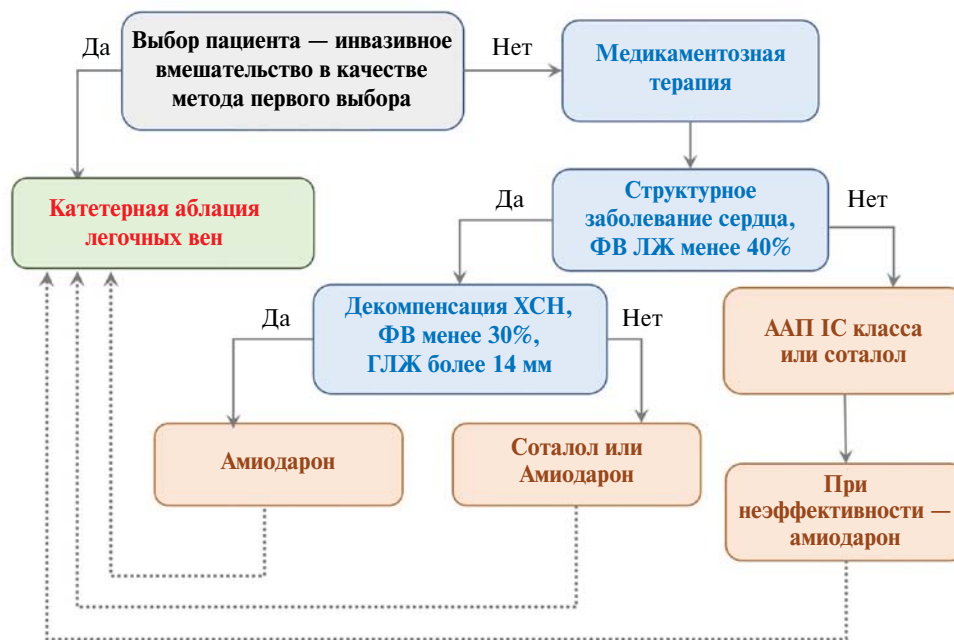 Да
Выбор пациента — инвазивное
вмешательство в качестве
метода первого выбора
Нет
Медикаментозная
терапия
Катетерная аблация
легочных вен
Да
Структурное
заболевание сердца,
ФВ ЛЖ менее 40%
Нет
Да
Декомпенсация ХСН,
ФВ менее 30%,
ГЛЖ более 14 мм
Нет
ААП IC класса
или соталол
Амиодарон
Соталол или
Амиодарон
При
неэффективности —
амиодарон